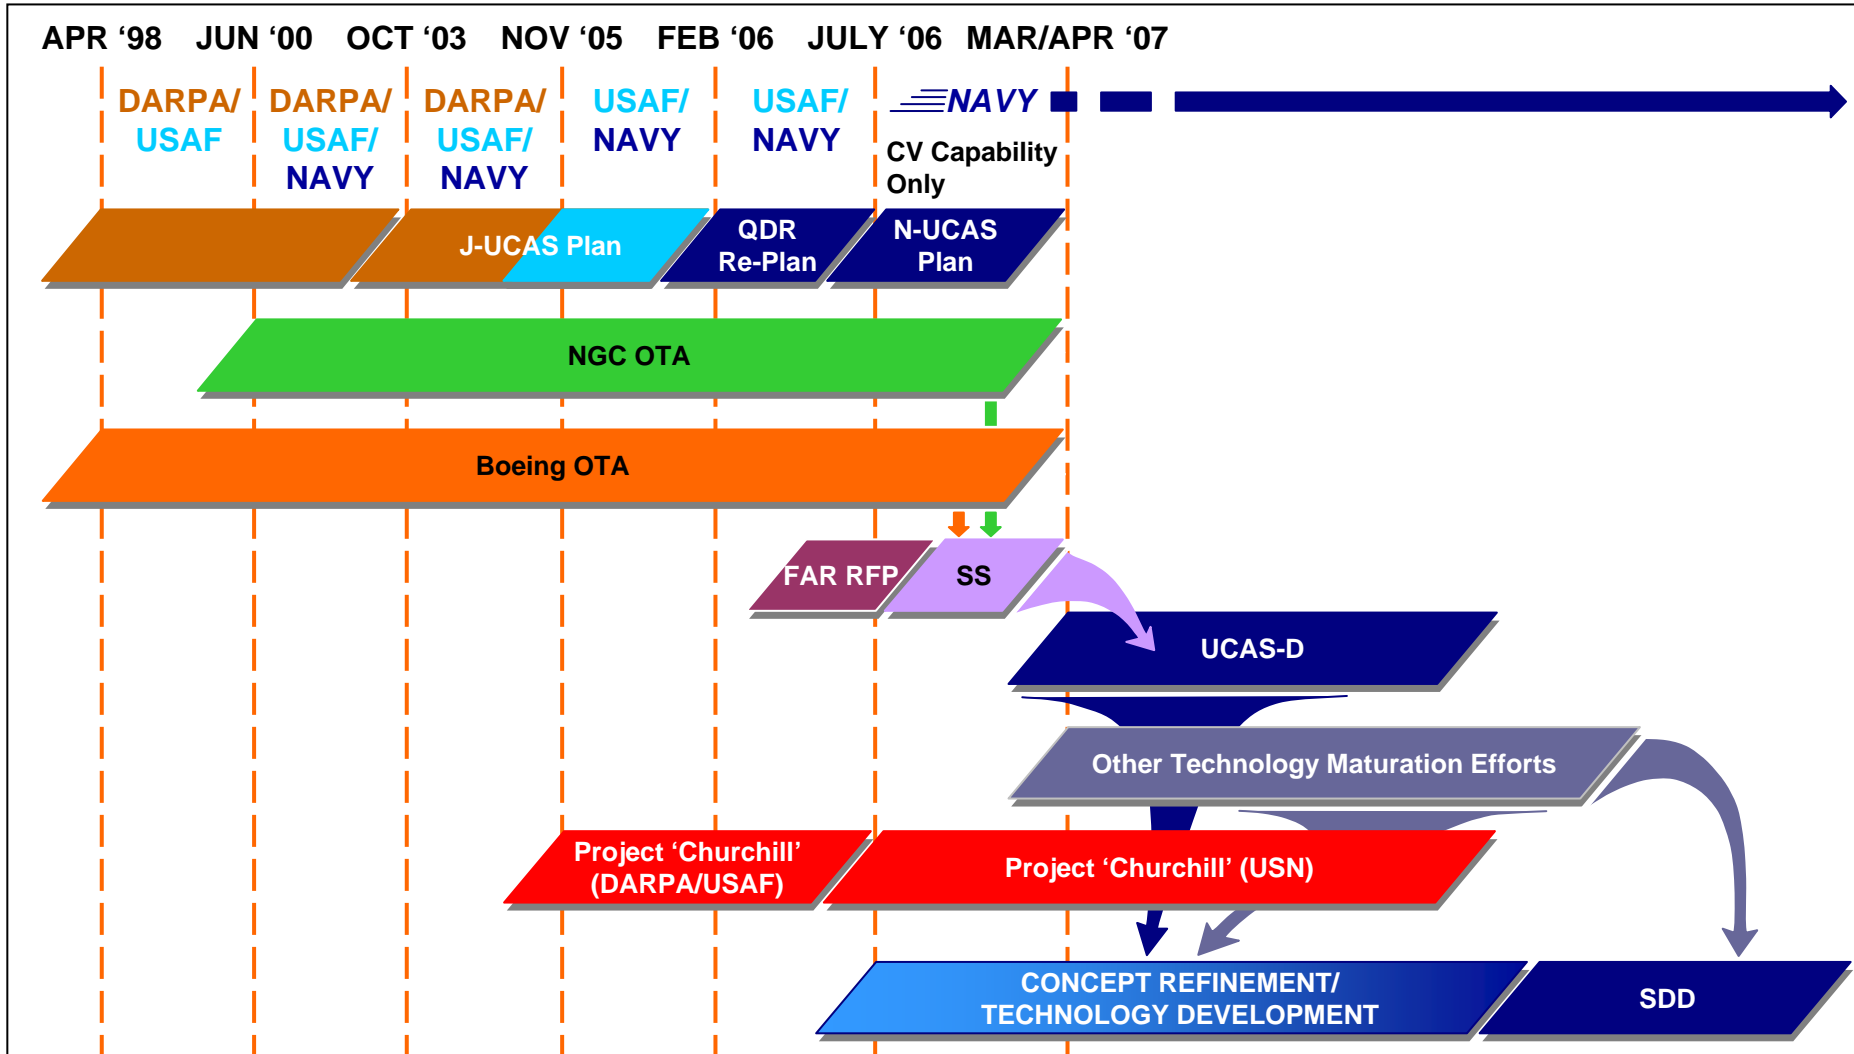 APR ‘98 JUN ‘00 OCT ‘03 NOV ‘05 FEB ‘06 JULY ‘06 MAR/APR ‘07
DARPA/
USAF
DARPA/
USAF/
NAVY
DARPA/
USAF/
NAVY
USAF/
NAVY
USAF/
NAVY
NAVY
CV Capability
Only
J-UCAS Plan
QDR
Re-Plan
N-UCAS
Plan
NGC OTA
Boeing OTA
FAR RFP
SS
UCAS-D
Other Technology Maturation Efforts
Project ‘Churchill’
(DARPA/USAF)
Project ‘Churchill’ (USN)
CONCEPT REFINEMENT/
TECHNOLOGY DEVELOPMENT
SDD